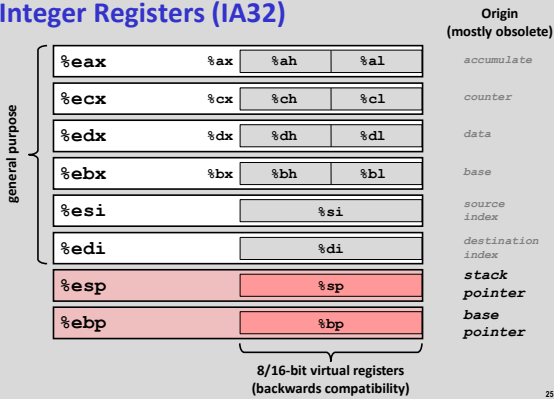 Integer Registers (IA32)
Origin
(mostly obsolete)
%eax %ax %ah %al accumulate
%ecx %cx %ch %cl counter
%edx %dx %dh %dl data
%ebx %bx %bh %bl base
%esi %si source
index
%edi %di destination
index
%esp %sp stack
pointer
%ebp %bp base
pointer
general purpose
8/16-bit virtual registers
(backwards compatibility)
25